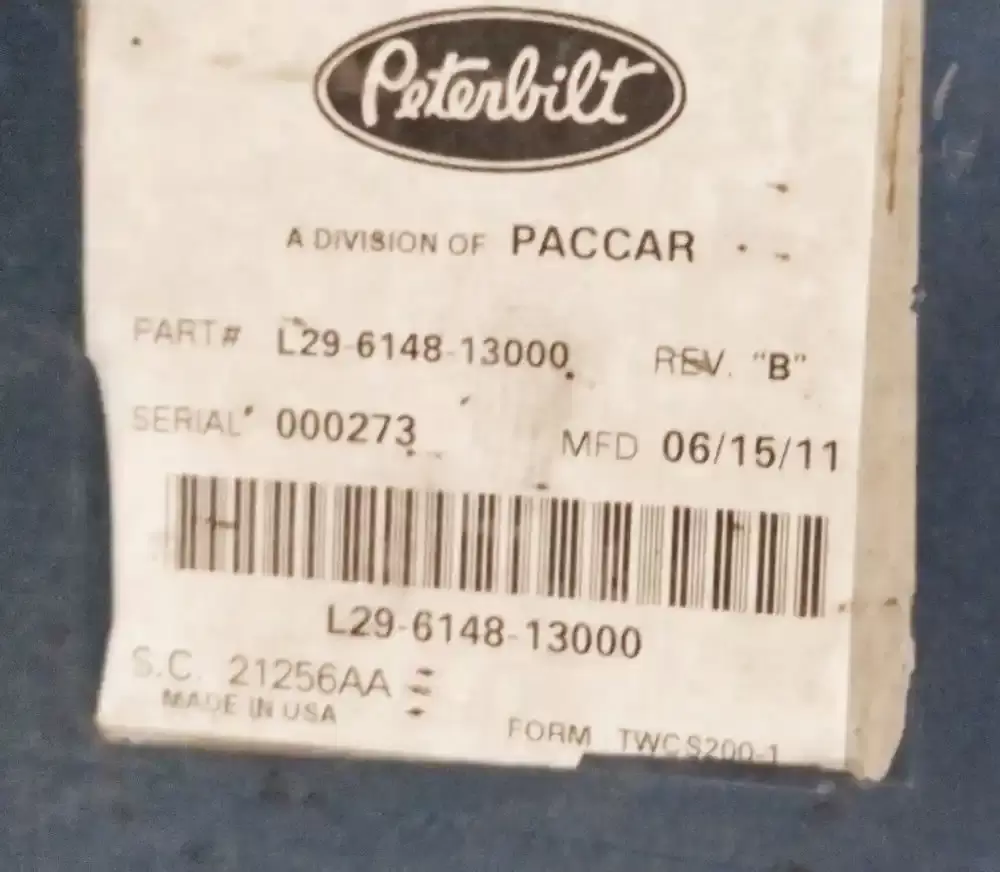 Peterbilt
A DIVISION OF PACCAR
PART# L29-6148-13000 REV. "B"
SERIAL 000273 MFD 06/15/11
L29-6148-13000
S.C. 21256AA
MADE IN USA
FORM TWCS200-1